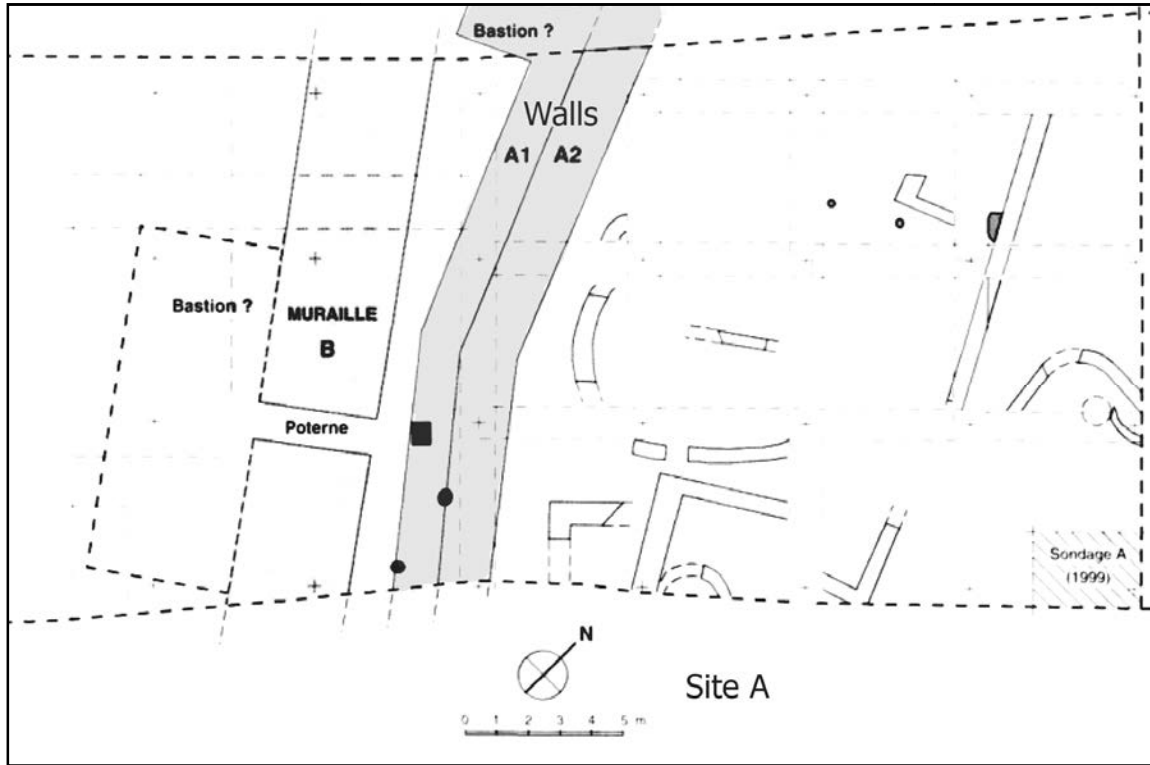 Bastion ?
Walls
A1 A2
Bastion ?
MURAILLE
B
Poterne
Sondage A
(1999)
N
Site A
0 1 2 3 4 5 m